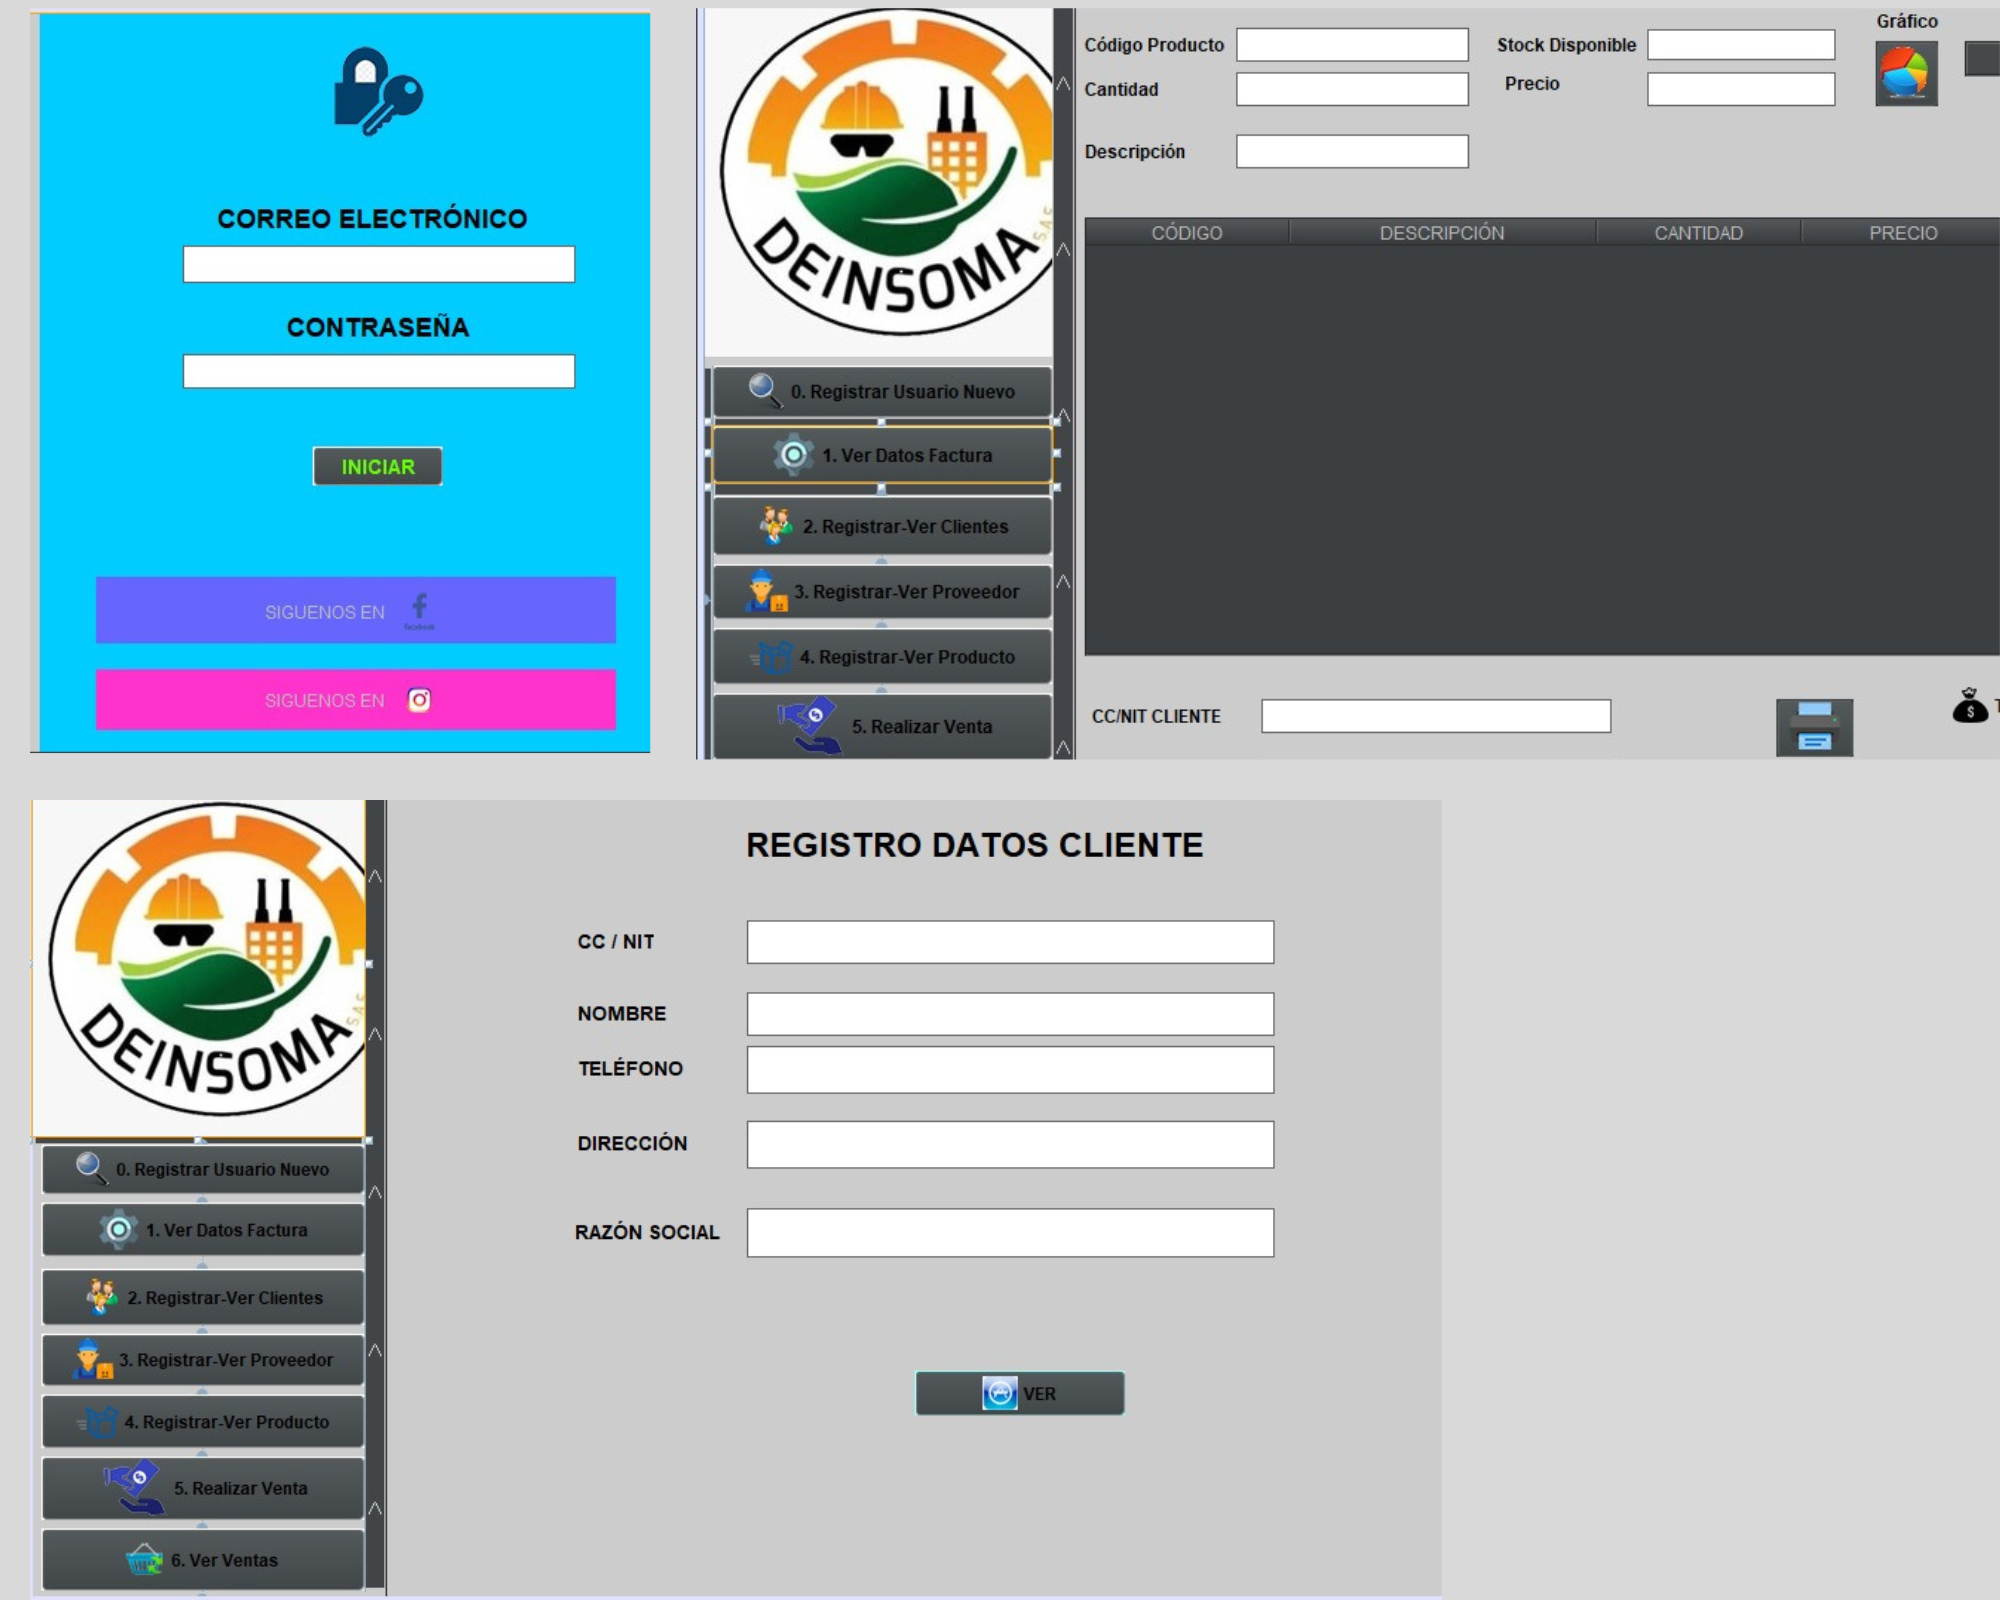 CORREO ELECTRÓNICO
CONTRASEÑA
INICIAR
SIGUENOS EN
facebook
SIGUENOS EN
DEINSOMA
SAS
0. Registrar Usuario Nuevo
1. Ver Datos Factura
2. Registrar-Ver Clientes
3. Registrar-Ver Proveedor
4. Registrar-Ver Producto
5. Realizar Venta
Código Producto
Stock Disponible
Gráfico
Cantidad
Precio
Descripción
CÓDIGO DESCRIPCIÓN CANTIDAD PRECIO
CC/NIT CLIENTE
DEINSOMA
SAS
0. Registrar Usuario Nuevo
1. Ver Datos Factura
2. Registrar-Ver Clientes
3. Registrar-Ver Proveedor
4. Registrar-Ver Producto
5. Realizar Venta
6. Ver Ventas
REGISTRO DATOS CLIENTE
CC / NIT
NOMBRE
TELÉFONO
DIRECCIÓN
RAZÓN SOCIAL
VER